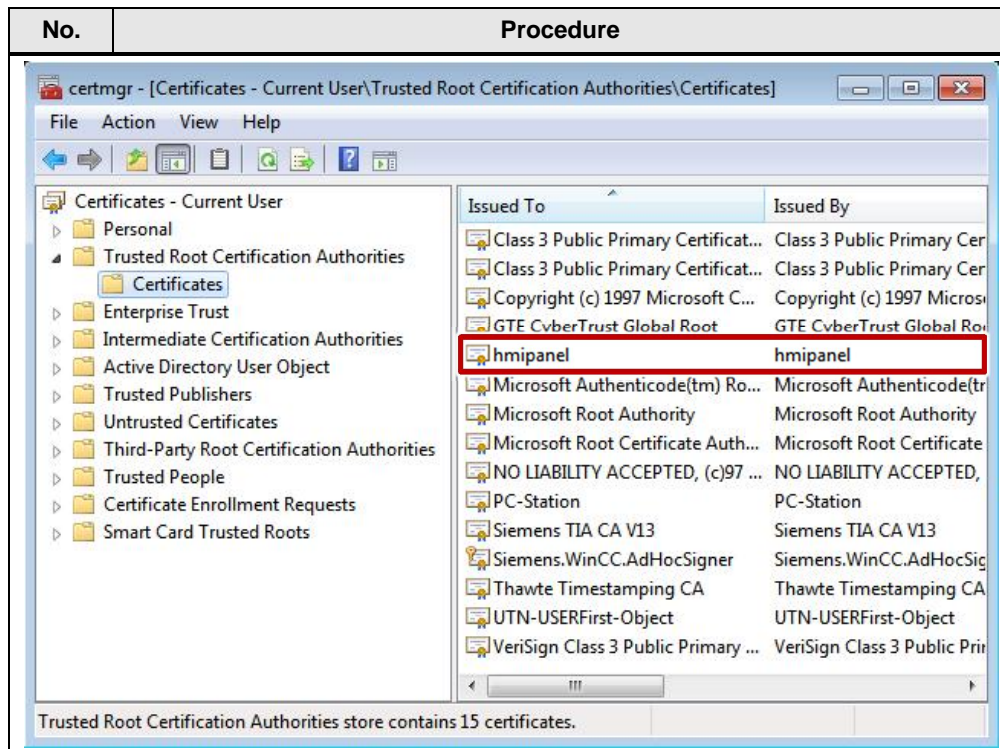 No. Procedure
certmgr - [Certificates - Current User\Trusted Root Certification Authorities\Certificates]
File Action View Help
Certificates - Current User
Personal
Trusted Root Certification Authorities
Certificates
Enterprise Trust
Intermediate Certification Authorities
Active Directory User Object
Trusted Publishers
Untrusted Certificates
Third-Party Root Certification Authorities
Trusted People
Certificate Enrollment Requests
Smart Card Trusted Roots
Issued To Issued By
Class 3 Public Primary Certificat... Class 3 Public Primary Cer
Class 3 Public Primary Certificat... Class 3 Public Primary Cer
Copyright (c) 1997 Microsoft C... Copyright (c) 1997 Micros
GTE CyberTrust Global Root GTE CyberTrust Global Ro
hmipanel hmipanel
Microsoft Authenticode(tm) Ro... Microsoft Authenticode(t
Microsoft Root Authority Microsoft Root Authority
Microsoft Root Certificate Auth... Microsoft Root Certificate
NO LIABILITY ACCEPTED, (c)97 ... NO LIABILITY ACCEPTED,
PC-Station PC-Station
Siemens TIA CA V13 Siemens TIA CA V13
Siemens.WinCC.AdHocSigner Siemens.WinCC.AdHocSig
Thawte Timestamping CA Thawte Timestamping CA
UTN-USERFirst-Object UTN-USERFirst-Object
VeriSign Class 3 Public Primary ... VeriSign Class 3 Public Pri
Trusted Root Certification Authorities store contains 15 certificates.